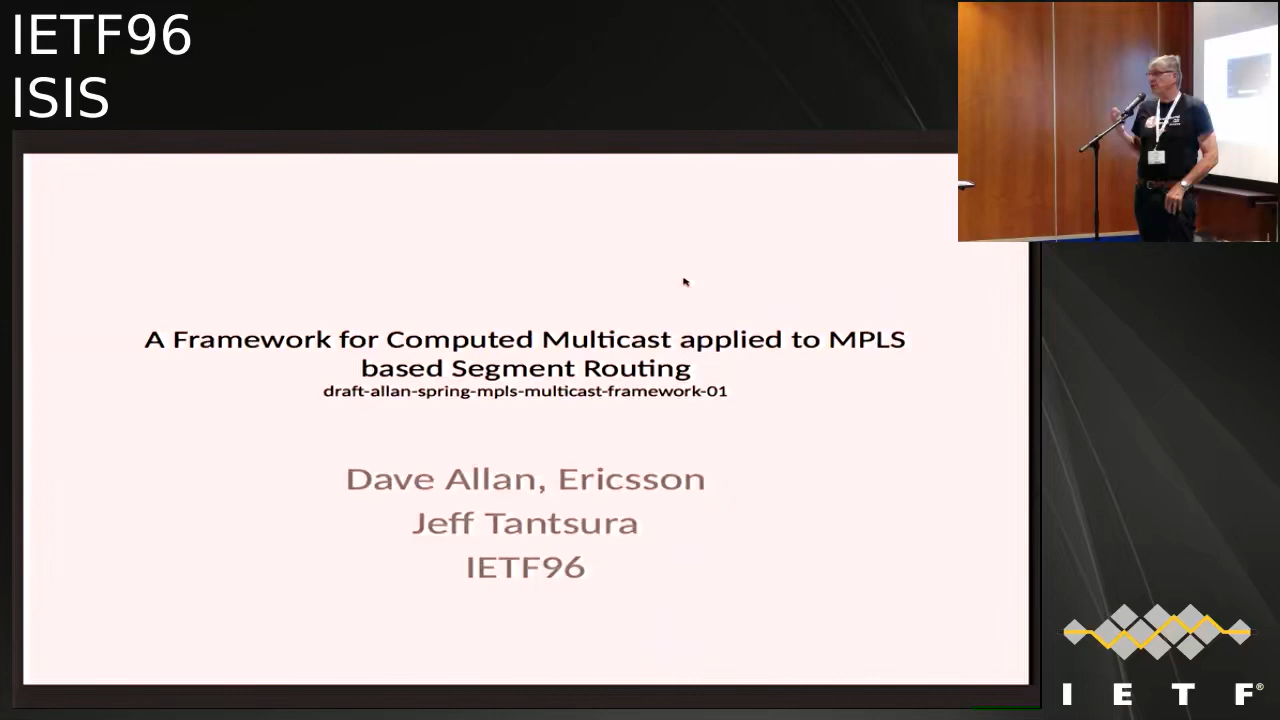 IETF96
ISIS
A Framework for Computed Multicast applied to MPLS
based Segment Routing
draft-allan-spring-mpls-multicast-framework-01
Dave Allan, Ericsson
Jeff Tantsura
IETF96
I E T F®